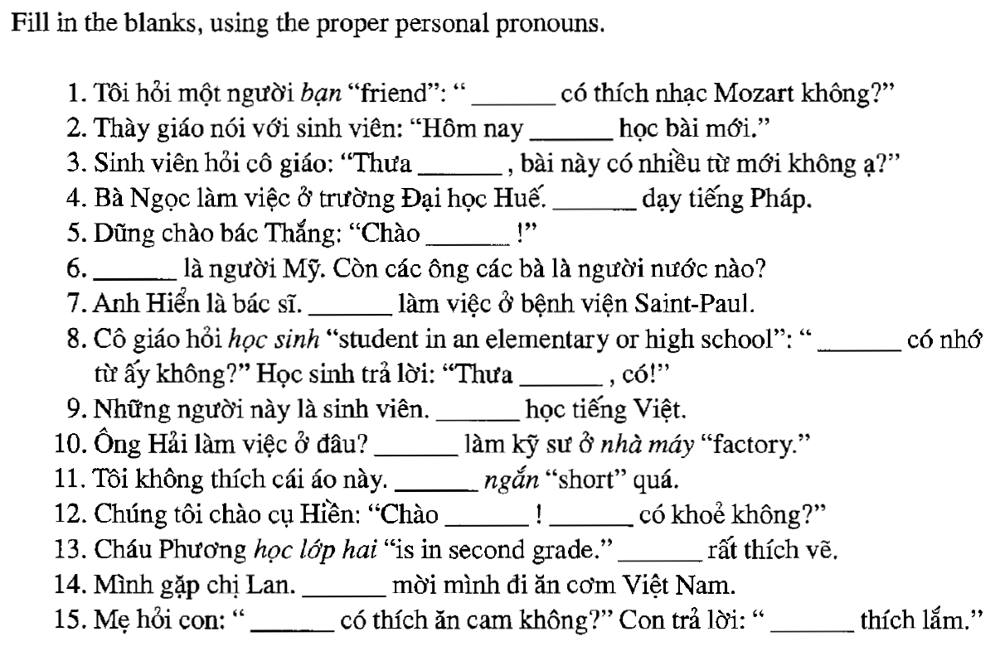 Fill in the blanks, using the proper personal pronouns.
1. Tôi hỏi một người bạn “friend”: “ ______ có thích nhạc Mozart không?”
2. Thày giáo nói với sinh viên: “Hôm nay ______ học bài mới.”
3. Sinh viên hỏi cô giáo: “Thưa ______ , bài này có nhiều từ mới không ạ?”
4. Bà Ngọc làm việc ở trường Đại học Huế. ______ dạy tiếng Pháp.
5. Dũng chào bác Thắng: “Chào ______ !”
6. ______ là người Mỹ. Còn các ông các bà là người nước nào?
7. Anh Hiển là bác sĩ. ______ làm việc ở bệnh viện Saint-Paul.
8. Cô giáo hỏi học sinh “student in an elementary or high school”: “ ______ có nhớ
từ ấy không?” Học sinh trả lời: “Thưa ______ , có!”
9. Những người này là sinh viên. ______ học tiếng Việt.
10. Ông Hải làm việc ở đâu? ______ làm kỹ sư ở nhà máy “factory.”
11. Tôi không thích cái áo này. ______ ngắn “short” quá.
12. Chúng tôi chào cụ Hiền: “Chào ______ ! ______ có khoẻ không?”
13. Cháu Phương học lớp hai “is in second grade.” ______ rất thích vẽ.
14. Mình gặp chị Lan. ______ mời mình đi ăn cơm Việt Nam.
15. Mẹ hỏi con: “ ______ có thích ăn cam không?” Con trả lời: “ ______ thích lắm.”